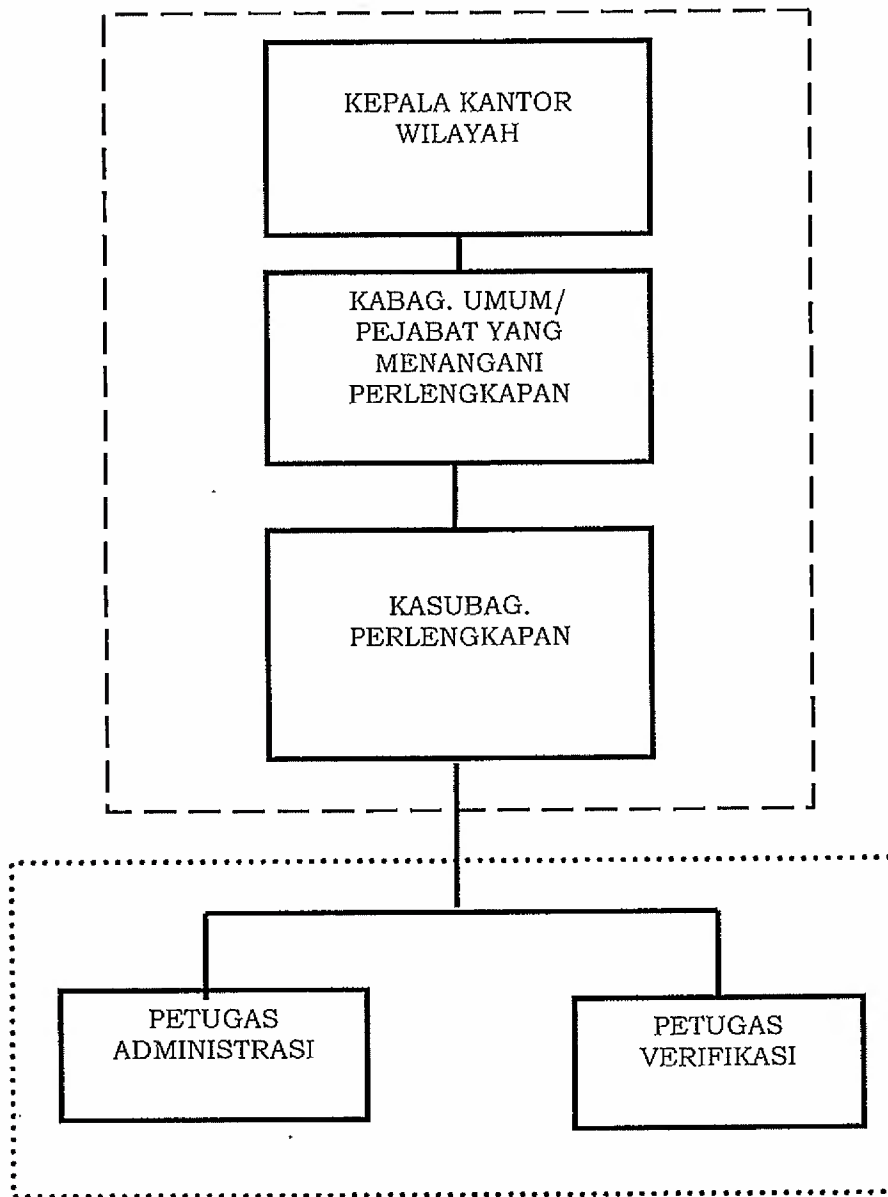 KEPALA KANTOR
WILAYAH
KABAG. UMUM/
PEJABAT YANG
MENANGANI
PERLENGKAPAN
KASUBAG.
PERLENGKAPAN
PETUGAS
ADMINISTRASI
PETUGAS
VERIFIKASI